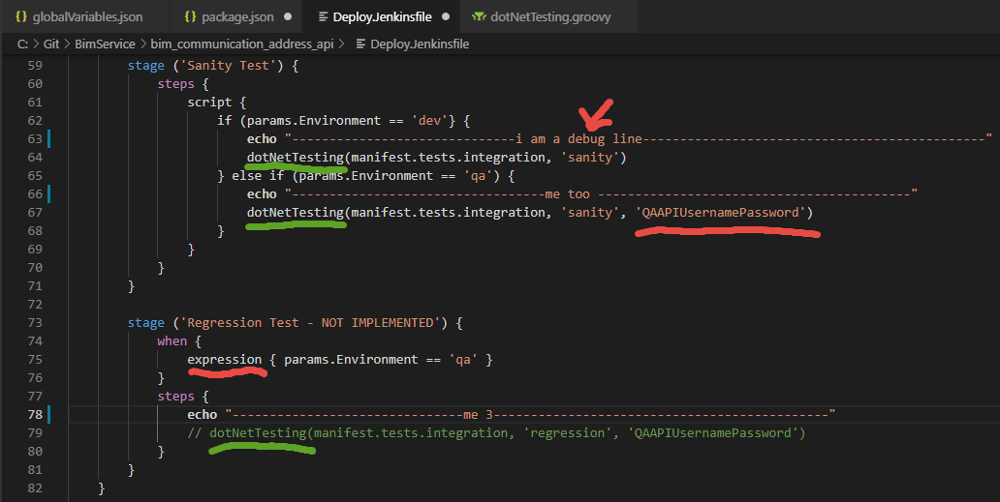 globalVariables.json package.json Deploy.Jenkinsfile dotNetTesting.groovy
C: > Git > BimService > bim_communication_address_api > Deploy.Jenkinsfile
59 stage ('Sanity Test') {
60 steps {
61 script {
62 if (params.Environment == 'dev'} {
63 echo "------------------------------i am a debug line----------------------------------------------"
64 dotNetTesting(manifest.tests.integration, 'sanity')
65 } else if (params.Environment == 'qa') {
66 echo "----------------------------------me too ------------------------------------------"
67 dotNetTesting(manifest.tests.integration, 'sanity', 'QAAPIUsernamePassword')
68 }
69 }
70 }
71 }
72
73 stage ('Regression Test - NOT IMPLEMENTED') {
74 when {
75 expression { params.Environment == 'qa' }
76 }
77 steps {
78 echo "-------------------------------me 3---------------------------------------------"
79 // dotNetTesting(manifest.tests.integration, 'regression', 'QAAPIUsernamePassword')
80 }
81 }
82 }